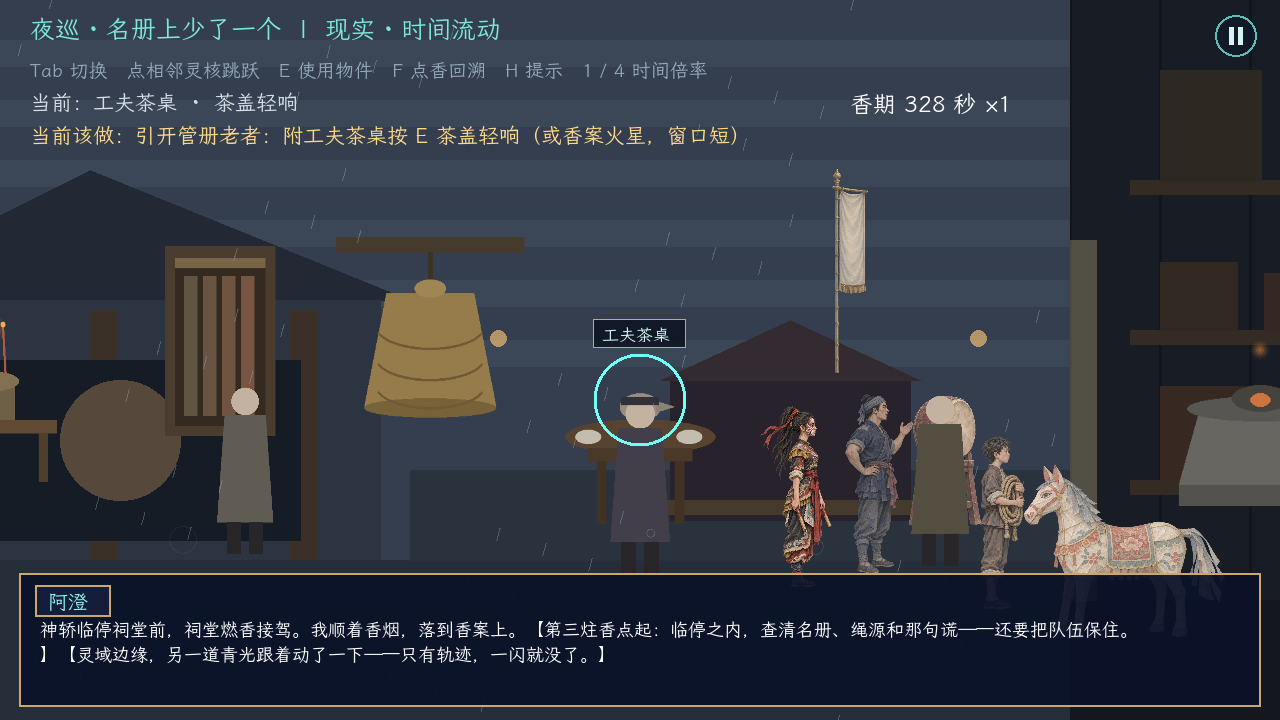 夜巡·名册上少了一个 | 现实·时间流动
Tab 切换 点相邻灵核跳跃 E 使用物件 F 点香回溯 H 提示 1 / 4 时间倍率
当前：工夫茶桌 · 茶盖轻响
香期 328 秒 ×1
当前该做：引开管册老者：附工夫茶桌按 E 茶盖轻响（或香案火星，窗口短）
工夫茶桌
阿澄
神轿临停祠堂前，祠堂燃香接驾。我顺着香烟，落到香案上。【第三炷香点起：临停之内，查清名册、绳源和那句谎——还要把队伍保住。
】【灵域边缘，另一道青光跟着动了一下——只有轨迹，一闪就没了。】